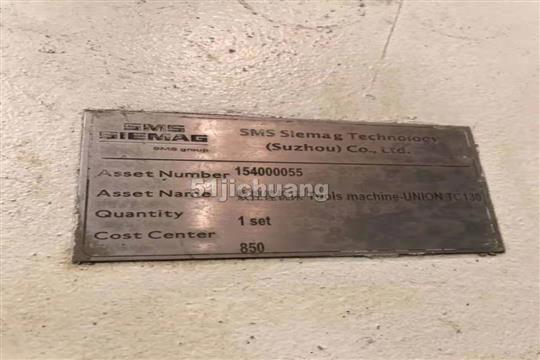 SMS
SIEMAG
SMS group
SMS Siemag Technology
(Suzhou) Co., Ltd.
Asset Number 154000055
Asset Name Tools machine-UNION TC130
51jichuang
Quantity 1 set
Cost Center 850